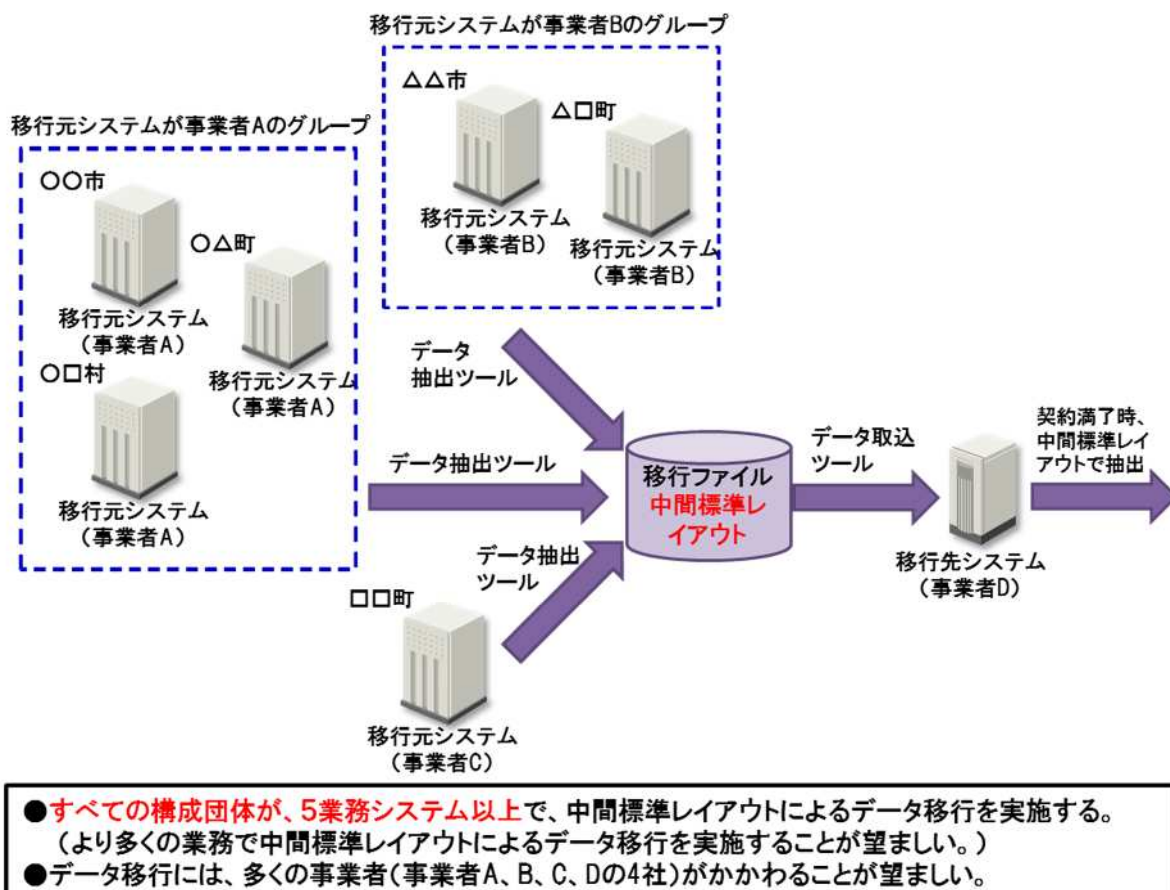 移行元システムが事業者Bのグループ
△△市
△□町
移行元システム
(事業者B)
移行元システム
(事業者B)
移行元システムが事業者Aのグループ
○○市
○△町
移行元システム
(事業者A)
移行元システム
(事業者A)
○□村
移行元システム
(事業者A)
データ
抽出ツール
データ抽出ツール
データ抽出
ツール
□□町
移行元システム
(事業者C)
移行ファイル
中間標準レ
イアウト
データ取込
ツール
移行先システム
(事業者D)
契約満了時、
中間標準レイ
アウトで抽出
●すべての構成団体が、5業務システム以上で、中間標準レイアウトによるデータ移行を実施する。
(より多くの業務で中間標準レイアウトによるデータ移行を実施することが望ましい。)
●データ移行には、多くの事業者(事業者A、B、C、Dの4社)がかかわることが望ましい。